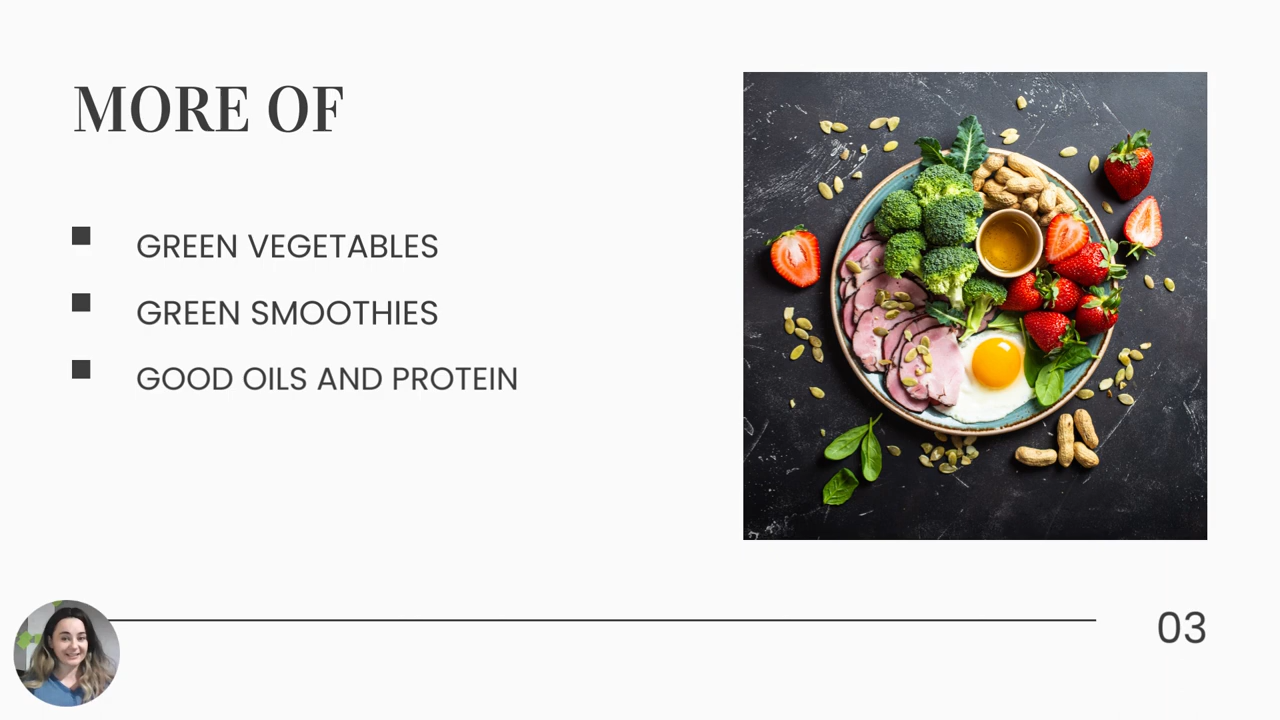 MORE OF
GREEN VEGETABLES
GREEN SMOOTHIES
GOOD OILS AND PROTEIN
03